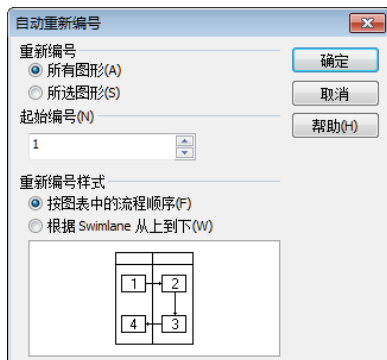 自动重新编号
重新编号
所有图形(A)
所选图形(S)
起始编号(N)
1
重新编号样式
按图表中的流程顺序(F)
根据 Swimlane 从上到下(W)
1 2
4 3
确定
取消
帮助(H)